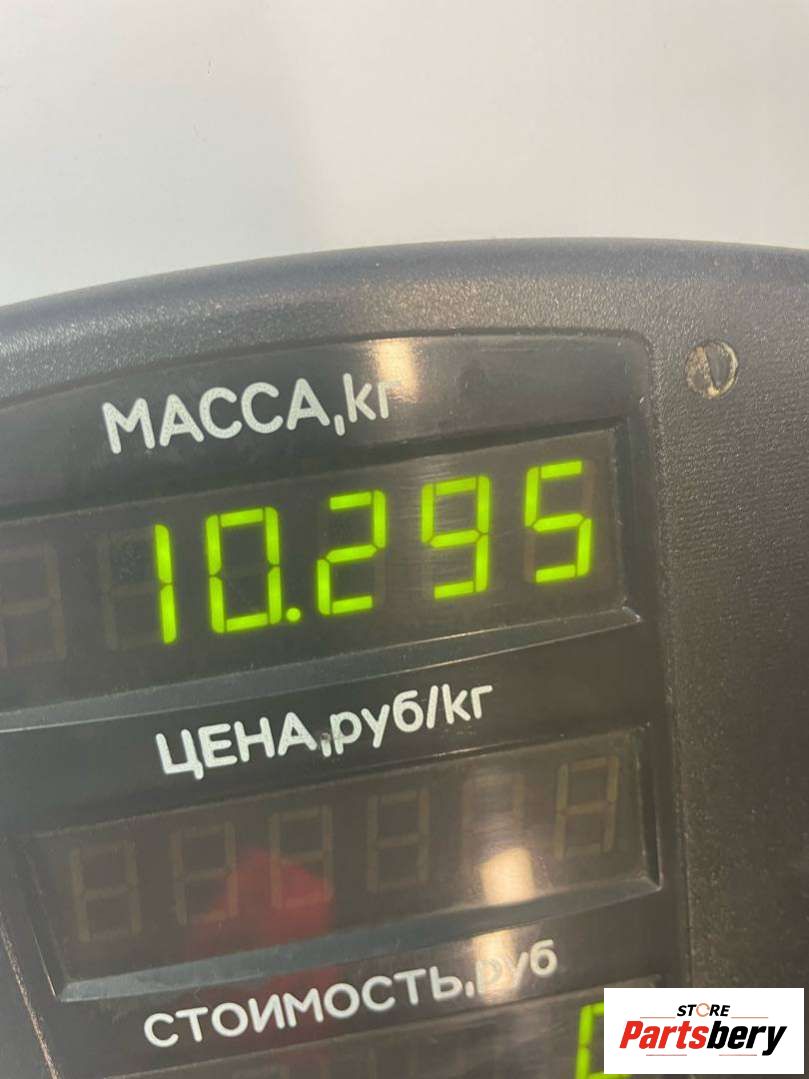 МАССА,кг
10.295
ЦЕНА,руб/кг
СТОИМОСТЬ,руб
STORE
Partsbery